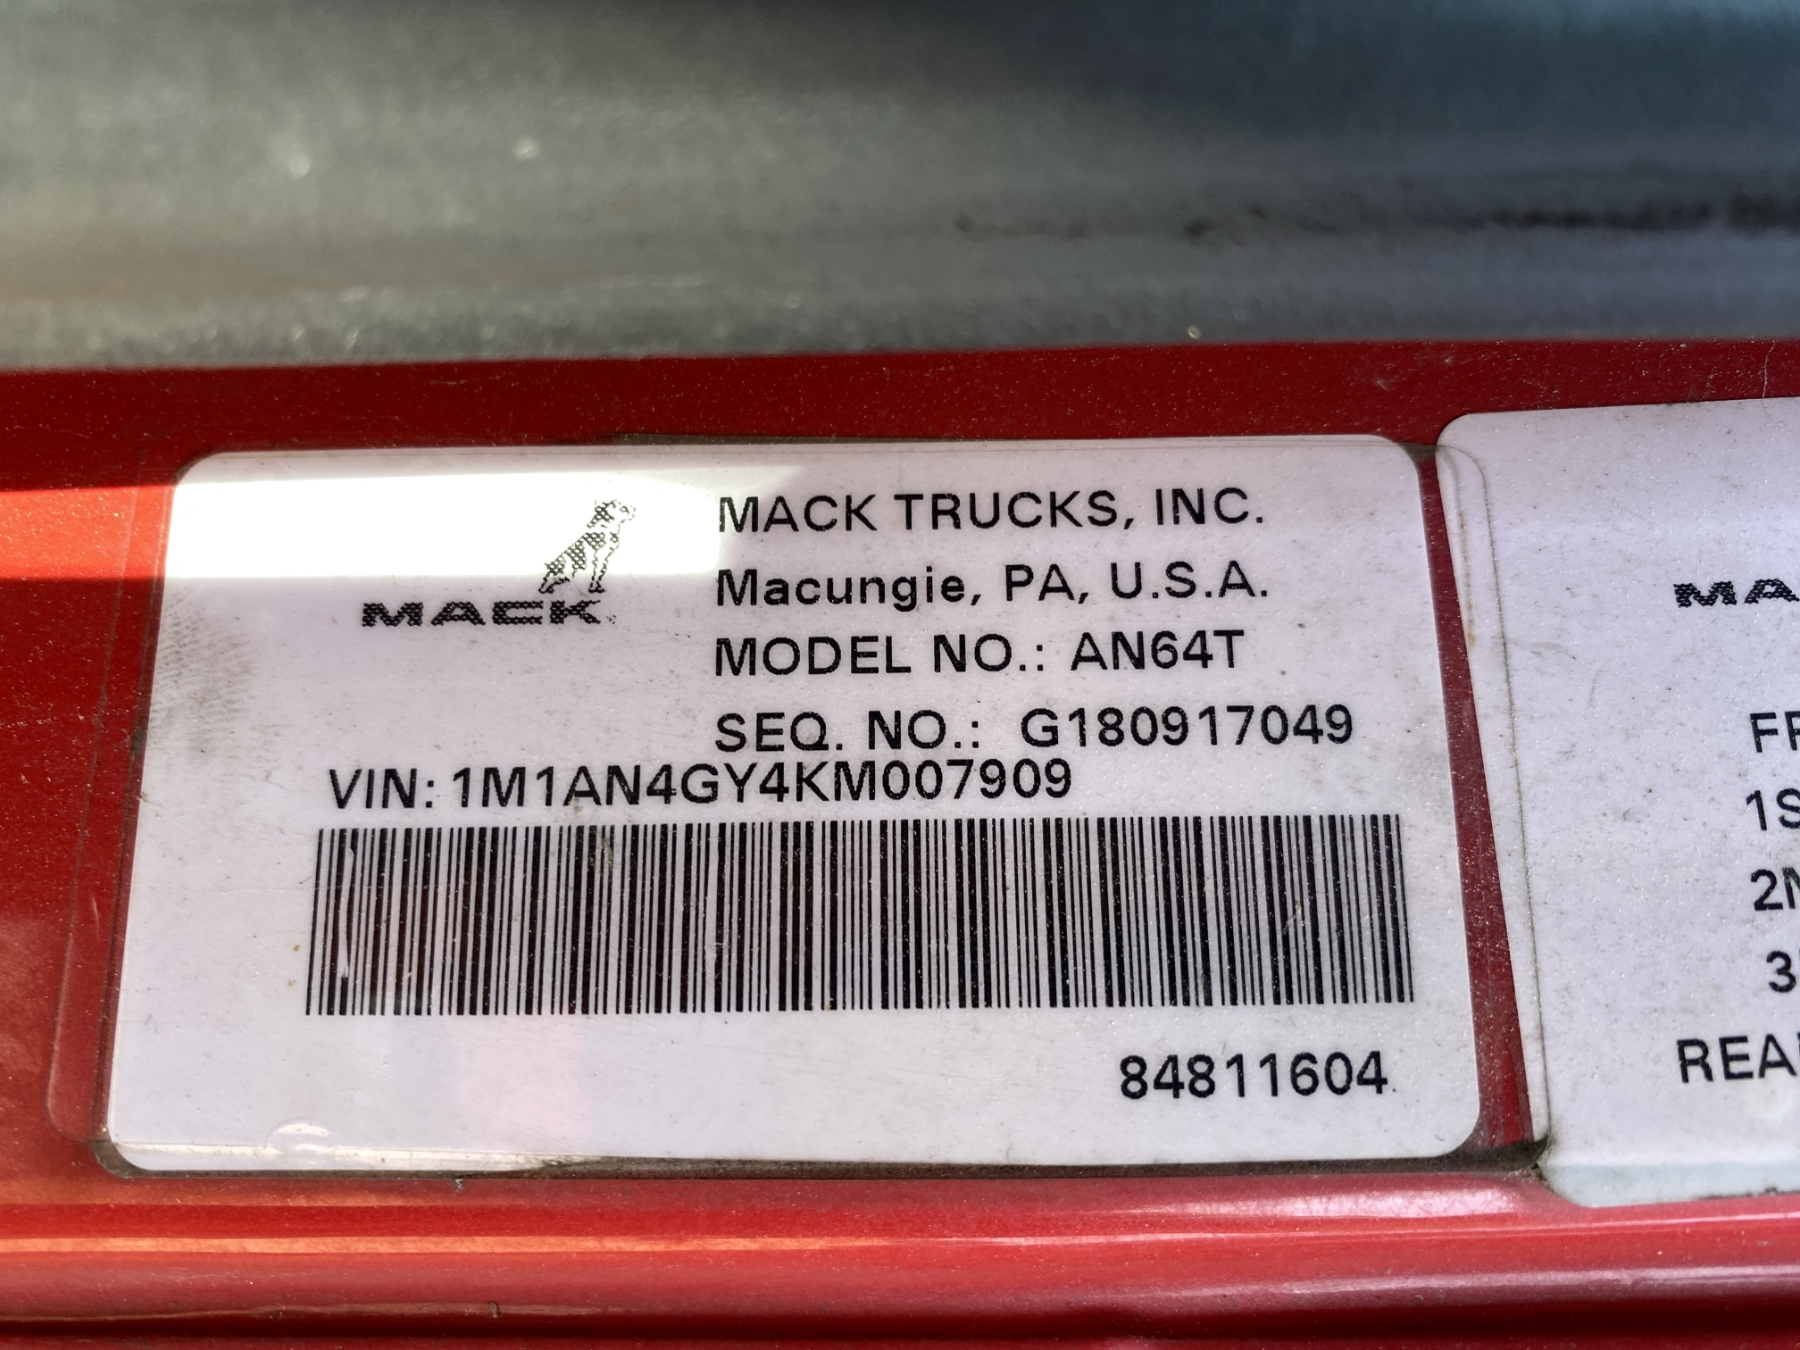 MACK
MACK TRUCKS, INC.
Macungie, PA, U.S.A.
MODEL NO.: AN64T
SEQ. NO.: G180917049
VIN: 1M1AN4GY4KM007909
84811604